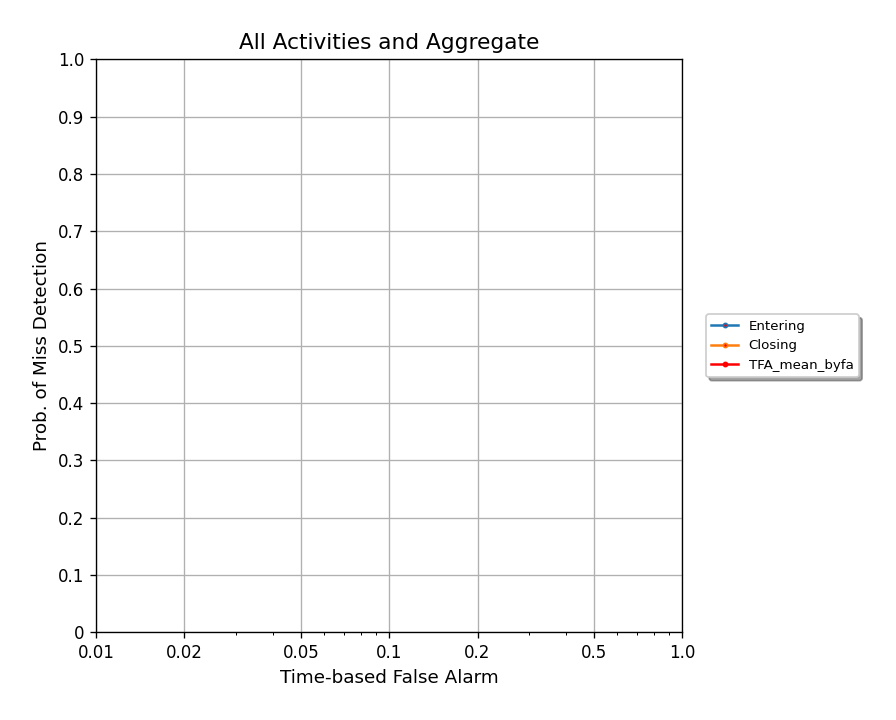 All Activities and Aggregate
1.0
0.9
0.8
0.7
0.6
0.5
0.4
0.3
0.2
0.1
0
Prob. of Miss Detection
0.01 0.02 0.05 0.1 0.2 0.5 1.0
Time-based False Alarm
Entering
Closing
TFA_mean_byfa